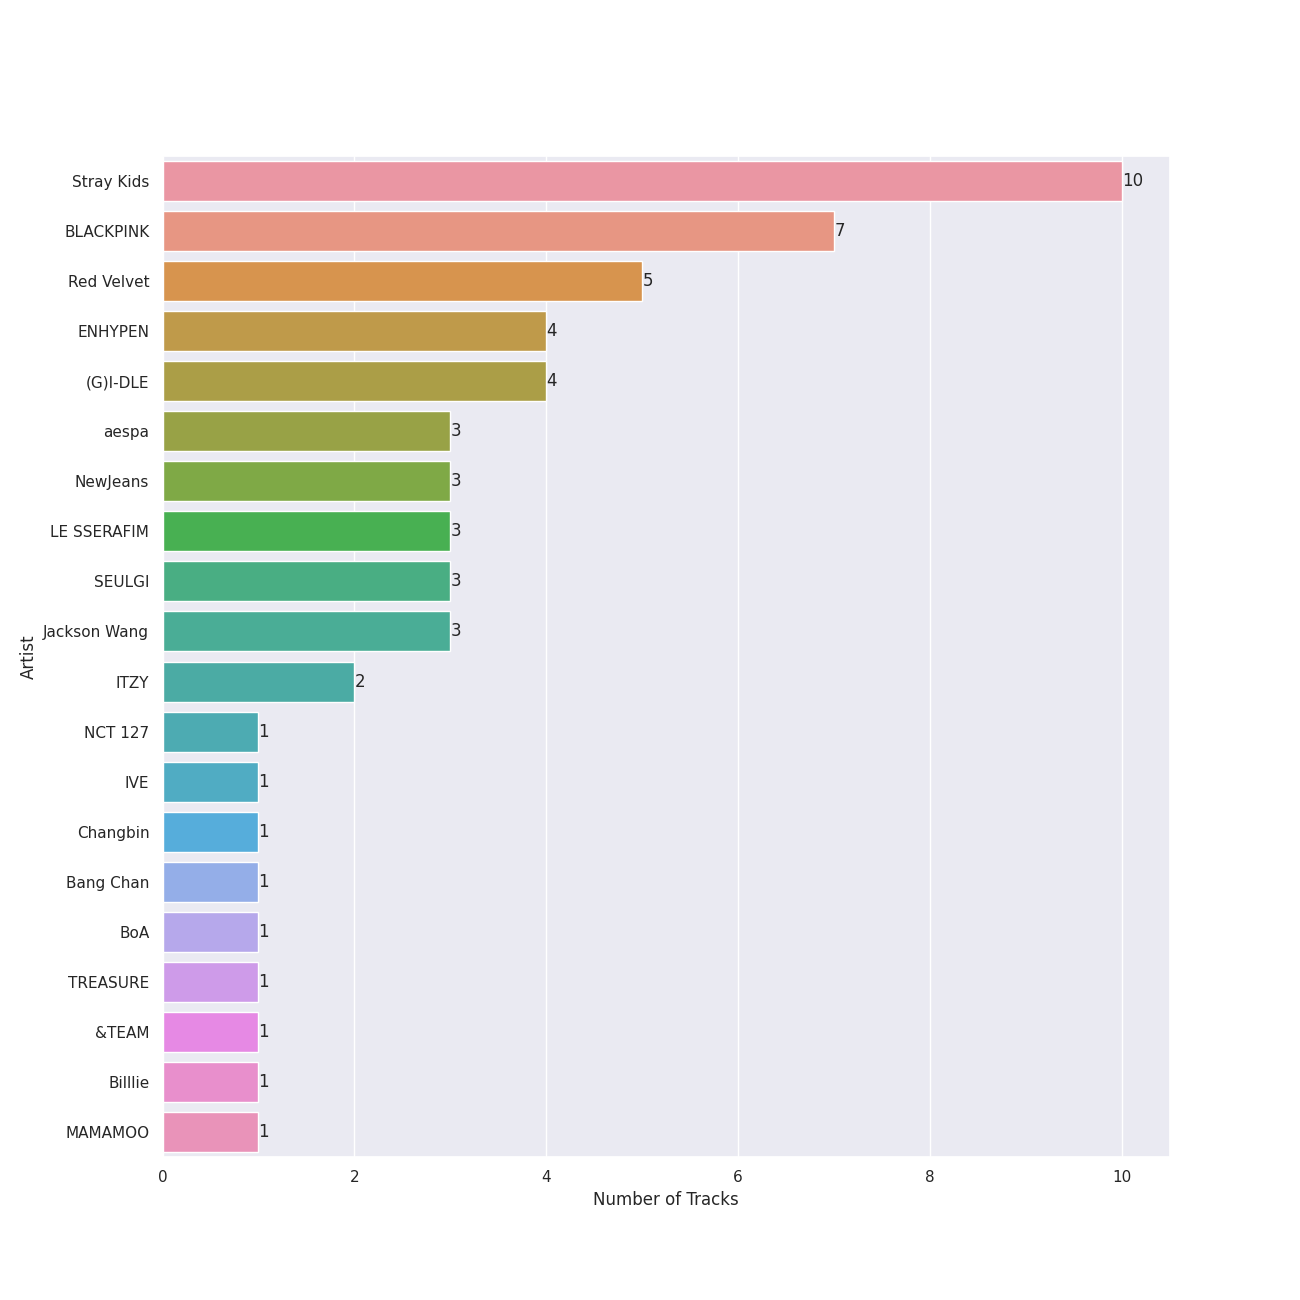 Stray Kids 10
BLACKPINK 7
Red Velvet 5
ENHYPEN 4
(G)I-DLE 4
aespa 3
NewJeans 3
LE SSERAFIM 3
SEULGI 3
Jackson Wang 3
ITZY 2
NCT 127 1
IVE 1
Changbin 1
Bang Chan 1
BoA 1
TREASURE 1
&TEAM 1
Billlie 1
MAMAMOO 1
Artist
0 2 4 6 8 10
Number of Tracks